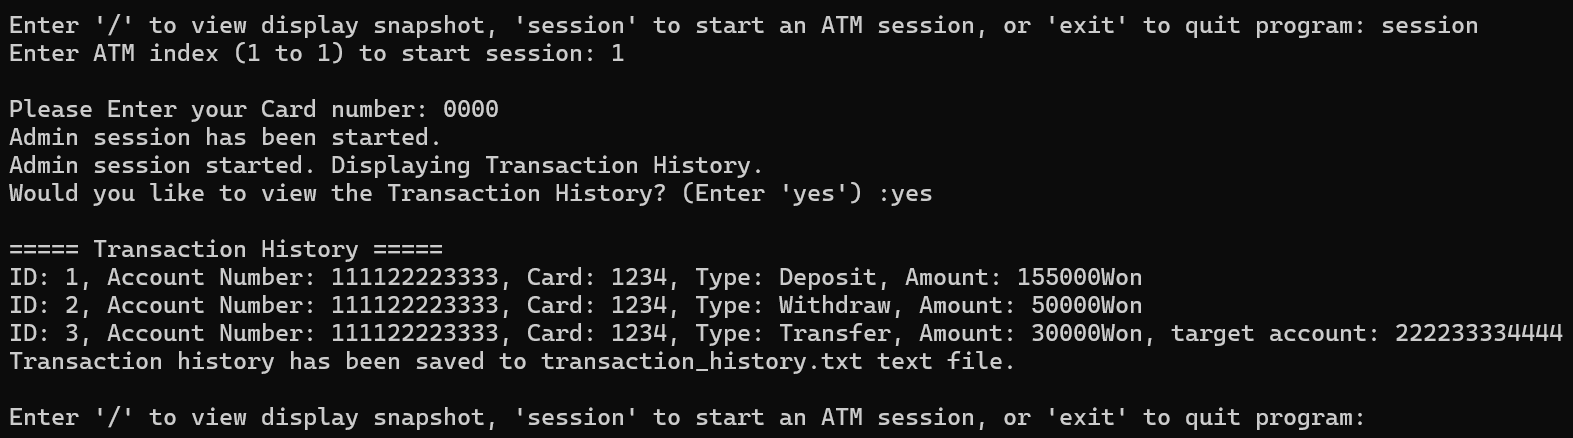 Enter '/' to view display snapshot, 'session' to start an ATM session, or 'exit' to quit program: session
Enter ATM index (1 to 1) to start session: 1
Please Enter your Card number: 0000
Admin session has been started.
Admin session started. Displaying Transaction History.
Would you like to view the Transaction History? (Enter 'yes') :yes
===== Transaction History =====
ID: 1, Account Number: 111122223333, Card: 1234, Type: Deposit, Amount: 155000Won
ID: 2, Account Number: 111122223333, Card: 1234, Type: Withdraw, Amount: 50000Won
ID: 3, Account Number: 111122223333, Card: 1234, Type: Transfer, Amount: 30000Won, target account: 222233334444
Transaction history has been saved to transaction_history.txt text file.
Enter '/' to view display snapshot, 'session' to start an ATM session, or 'exit' to quit program: